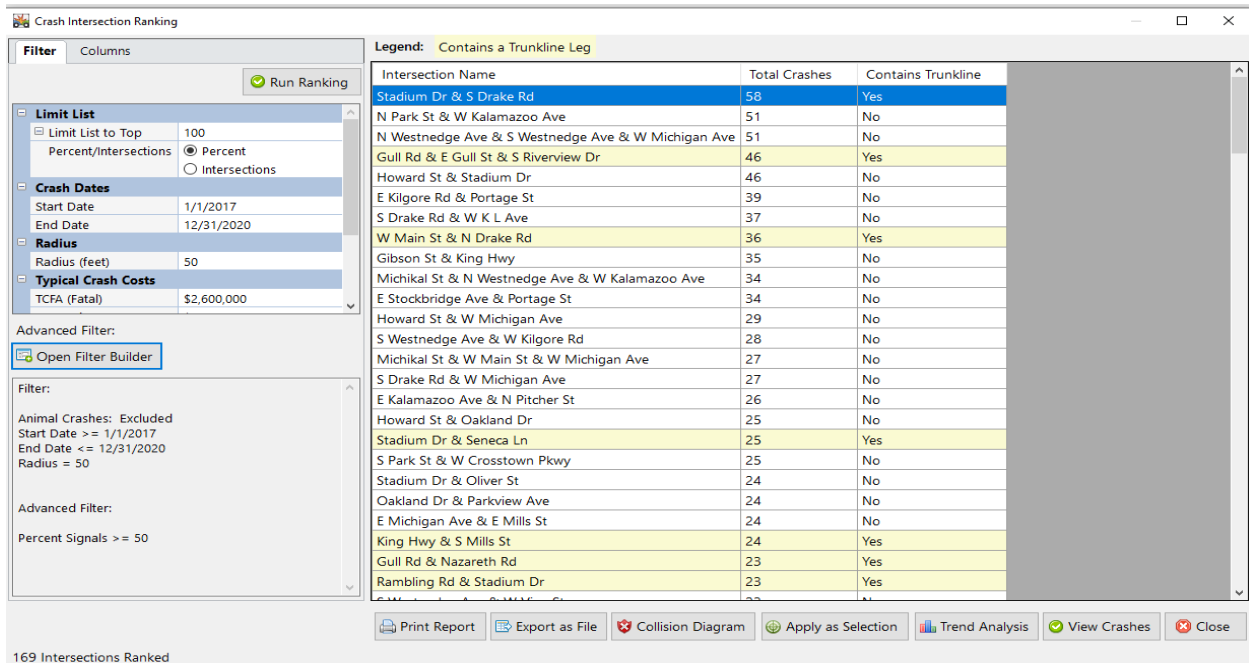 Crash Intersection Ranking
Filter Columns
Run Ranking
Limit List
Limit List to Top 100
Percent/Intersections Percent
Intersections
Crash Dates
Start Date 1/1/2017
End Date 12/31/2020
Radius
Radius (feet) 50
Typical Crash Costs
TCFA (Fatal) $2,600,000
Advanced Filter:
Open Filter Builder
Filter:
Animal Crashes: Excluded
Start Date >= 1/1/2017
End Date <= 12/31/2020
Radius = 50
Advanced Filter:
Percent Signals >= 50
Legend: Contains a Trunkline Leg
Intersection Name Total Crashes Contains Trunkline
Stadium Dr & S Drake Rd 58 Yes
N Park St & W Kalamazoo Ave 51 No
N Westnedge Ave & S Westnedge Ave & W Michigan Ave 51 No
Gull Rd & E Gull St & S Riverview Dr 46 Yes
Howard St & Stadium Dr 46 No
E Kilgore Rd & Portage St 39 No
S Drake Rd & W K L Ave 37 No
W Main St & N Drake Rd 36 Yes
Gibson St & King Hwy 35 No
Michikal St & N Westnedge Ave & W Kalamazoo Ave 34 No
E Stockbridge Ave & Portage St 34 No
Howard St & W Michigan Ave 29 No
S Westnedge Ave & W Kilgore Rd 28 No
Michikal St & W Main St & W Michigan Ave 27 No
S Drake Rd & W Michigan Ave 27 No
E Kalamazoo Ave & N Pitcher St 26 No
Howard St & Oakland Dr 25 No
Stadium Dr & Seneca Ln 25 Yes
S Park St & W Crosstown Pkwy 25 No
Stadium Dr & Oliver St 24 No
Oakland Dr & Parkview Ave 24 No
E Michigan Ave & E Mills St 24 No
King Hwy & S Mills St 24 Yes
Gull Rd & Nazareth Rd 23 Yes
Rambling Rd & Stadium Dr 23 Yes
Print Report Export as File Collision Diagram Apply as Selection Trend Analysis View Crashes Close
169 Intersections Ranked